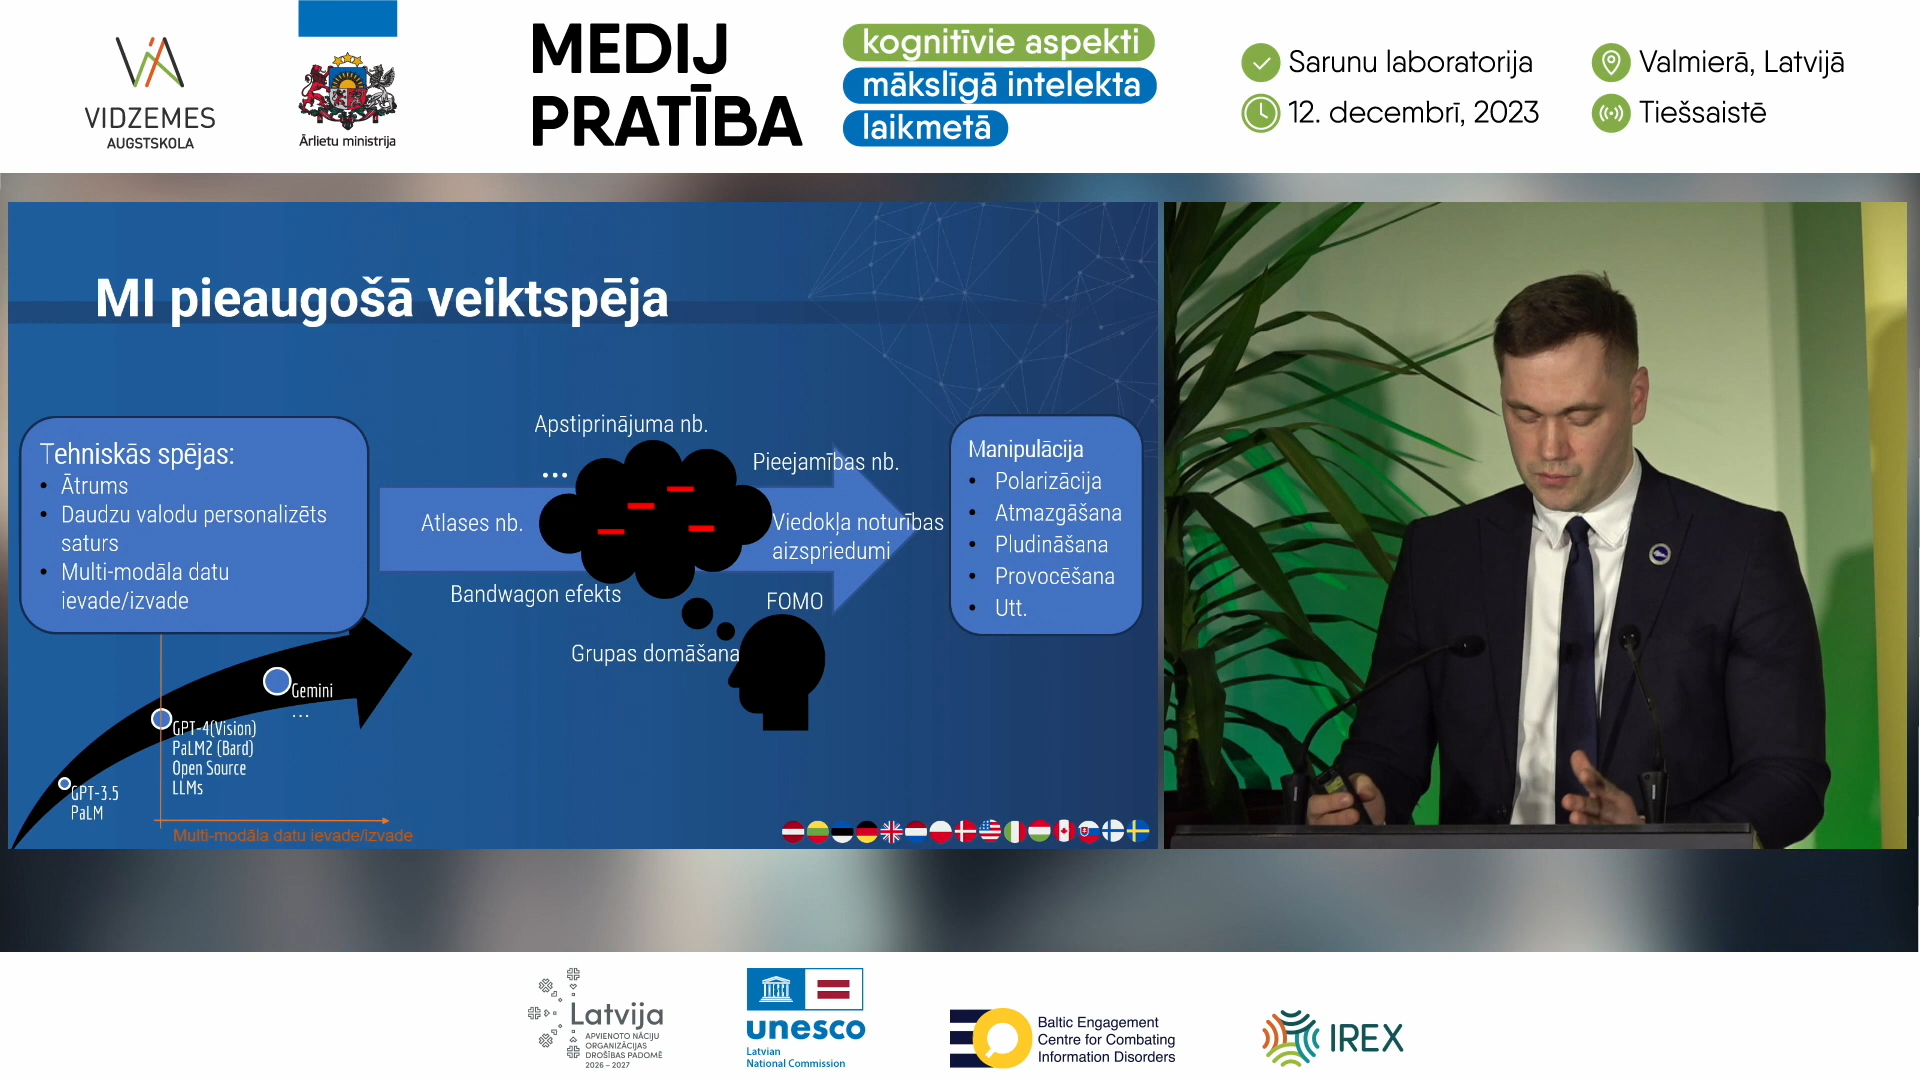 VIDZEMES
AUGSTSKOLA
Ārlietu ministrija
MEDIJ
PRATĪBA
kognitīvie aspekti
mākslīgā intelekta
laikmetā
Sarunu laboratorija
12. decembrī, 2023
Valmierā, Latvijā
Tiešsaistē
MI pieaugošā veiktspēja
Tehniskās spējas:
• Ātrums
• Daudzu valodu personalizēts
saturs
• Multi-modāla datu
ievade/izvade
Apstiprinājuma nb.
...
Pieejamības nb.
Atlases nb.
Viedokļa noturības
aizspriedumi
Bandwagon efekts
FOMO
Grupas domāšana
Manipulācija
• Polarizācija
• Atmazgāšana
• Pludināšana
• Provocēšana
• Utt.
Gemini
...
GPT-4(Vision)
PaLM2 (Bard)
Open Source
LLMs
GPT-3.5
PaLM
Multi-modāla datu ievade/izvade
Latvija
APVIENOTO NĀCIJU
ORGANIZĀCIJAS
DROŠĪBAS PADOMĒ
2026 – 2027
unesco
Latvian
National Commission
Baltic Engagement
Centre for Combating
Information Disorders
IREX